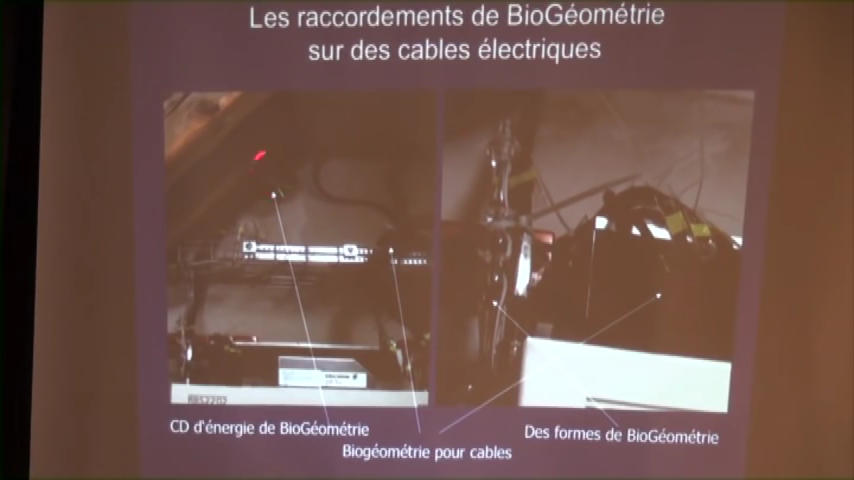 Les raccordements de BioGéométrie
sur des cables électriques
RBS2202
CD d'énergie de BioGéométrie
Biogéométrie pour cables
Des formes de BioGéométrie